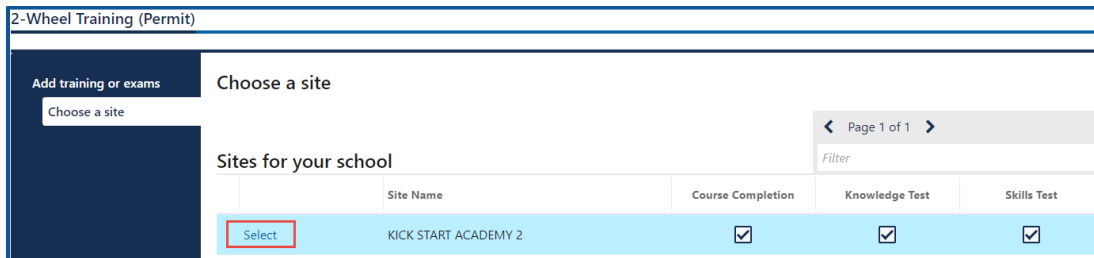 2-Wheel Training (Permit)
Add training or exams
Choose a site
Choose a site
Page 1 of 1
Filter
Sites for your school
Site Name Course Completion Knowledge Test Skills Test
Select KICK START ACADEMY 2